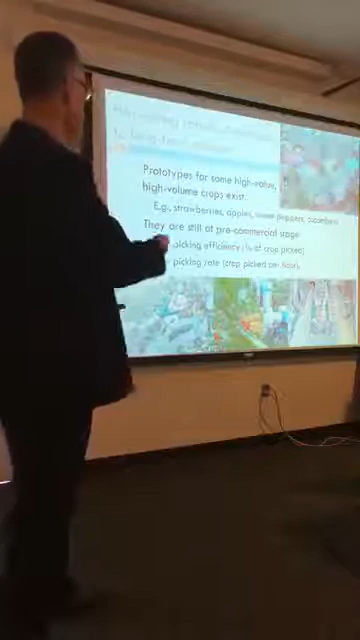 Prototypes for some high-value,
high-volume crops exist.
E.g., strawberries, apples, sweet peppers, cucumbers
They are still at pre-commercial stage
picking efficiency (% of crop picked)
picking rate (crop picked per hour).